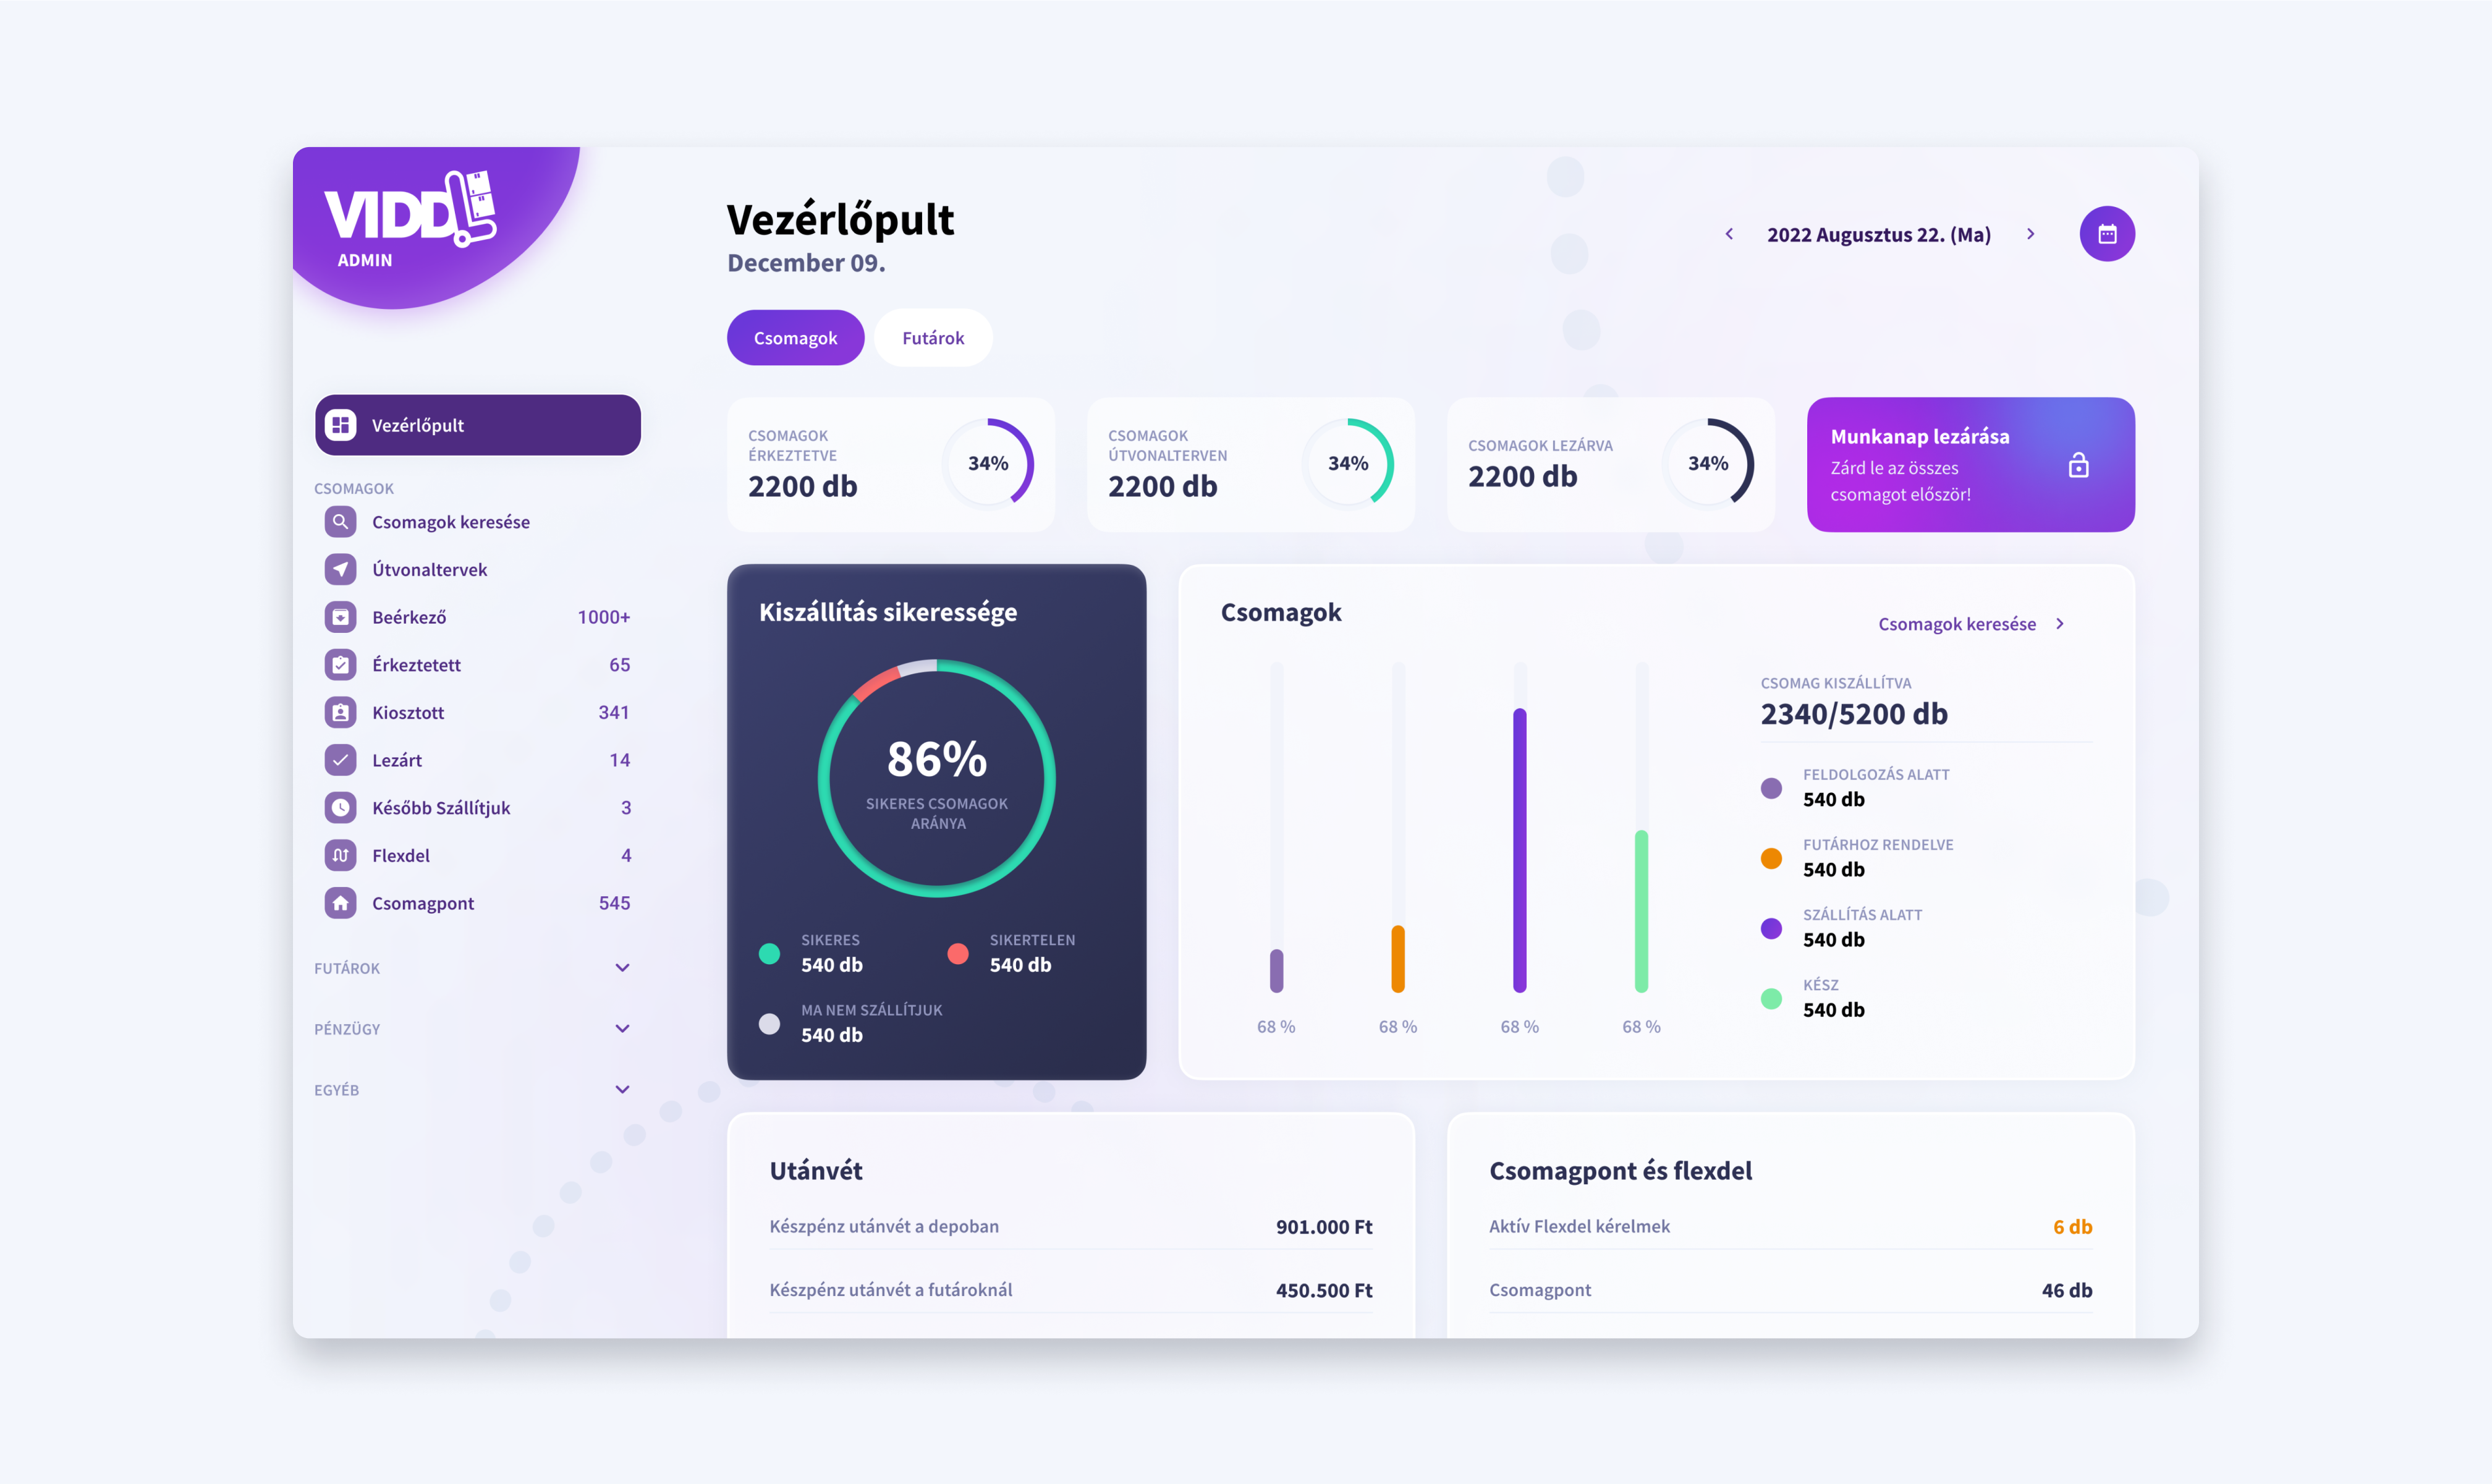 VIDD
ADMIN
Vezérlőpult
CSOMAGOK
Csomagok keresése
Útvonaltervek
Beérkező 1000+
Érkeztetett 65
Kiosztott 341
Lezárt 14
Később Szállítjuk 3
Flexdel 4
Csomagpont 545
FUTÁROK
PÉNZÜGY
EGYÉB
Vezérlőpult
December 09.
2022 Augusztus 22. (Ma)
Csomagok
Futárok
CSOMAGOK
ÉRKEZTETVE
2200 db
34%
CSOMAGOK
ÚTVONALTERVEN
2200 db
34%
CSOMAGOK LEZÁRVA
2200 db
34%
Munkanap lezárása
Zárd le az összes
csomagot először!
Kiszállítás sikeressége
86%
SIKERES CSOMAGOK
ARÁNYA
SIKERES
540 db
SIKERTELEN
540 db
MA NEM SZÁLLÍTJUK
540 db
Csomagok
Csomagok keresése
68 %
68 %
68 %
68 %
CSOMAG KISZÁLLÍTVA
2340/5200 db
FELDOLGOZÁS ALATT
540 db
FUTÁRHOZ RENDELVE
540 db
SZÁLLÍTÁS ALATT
540 db
KÉSZ
540 db
Utánvét
Készpénz utánvét a depoban 901.000 Ft
Készpénz utánvét a futároknál 450.500 Ft
Csomagpont és flexdel
Aktív Flexdel kérelmek 6 db
Csomagpont 46 db